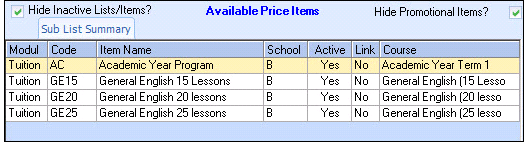 Hide Inactive Lists/Items? Available Price Items Hide Promotional Items?
Sub List Summary
Modul Code Item Name School Active Link Course
Tuition AC Academic Year Program B Yes No Academic Year Term 1
Tuition GE15 General English 15 Lessons B Yes No General English (15 Lesso
Tuition GE20 General English 20 lessons B Yes No General English (20 lesso
Tuition GE25 General English 25 lessons B Yes No General English (25 lesso